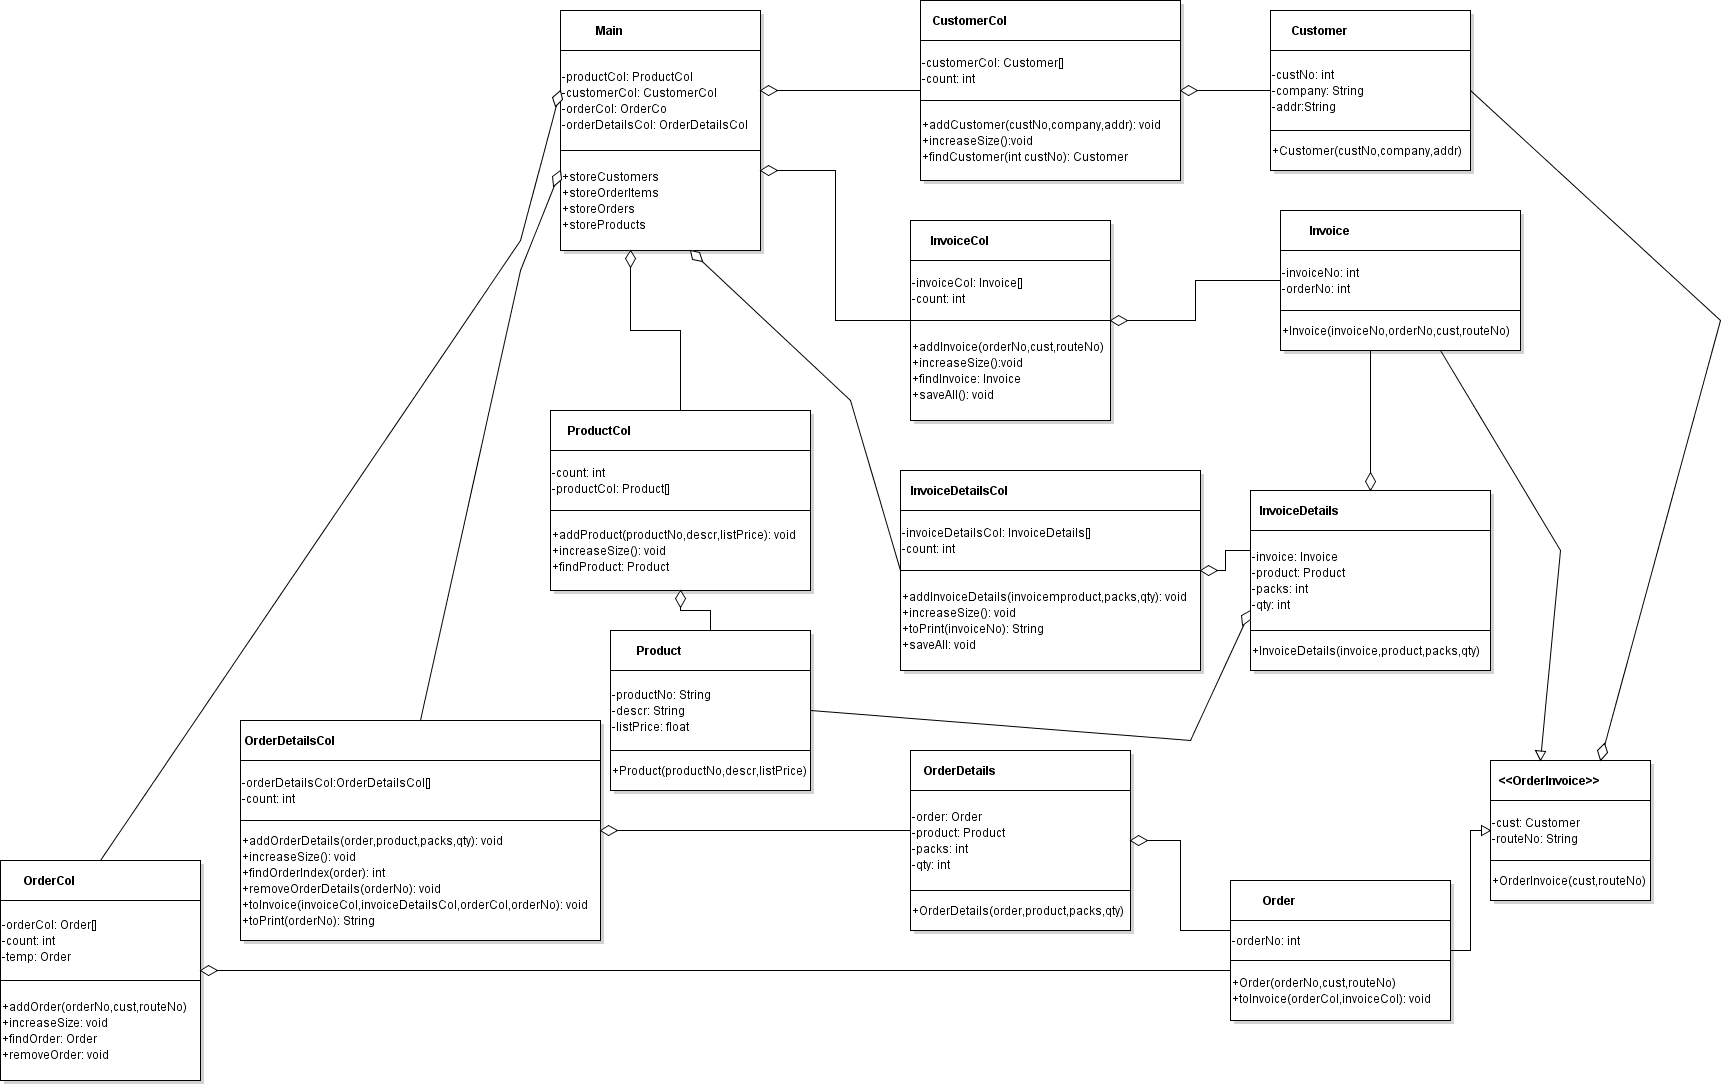 Main
-productCol: ProductCol
-customerCol: CustomerCol
-orderCol: OrderCo
-orderDetailsCol: OrderDetailsCol
+storeCustomers
+storeOrderItems
+storeOrders
+storeProducts
CustomerCol
-customerCol: Customer[]
-count: int
+addCustomer(custNo,company,addr): void
+increaseSize():void
+findCustomer(int custNo): Customer
Customer
-custNo: int
-company: String
-addr:String
+Customer(custNo,company,addr)
InvoiceCol
-invoiceCol: Invoice[]
-count: int
+addInvoice(orderNo,cust,routeNo)
+increaseSize():void
+findInvoice: Invoice
+saveAll(): void
Invoice
-invoiceNo: int
-orderNo: int
+Invoice(invoiceNo,orderNo,cust,routeNo)
ProductCol
-count: int
-productCol: Product[]
+addProduct(productNo,descr,listPrice): void
+increaseSize(): void
+findProduct: Product
InvoiceDetailsCol
-invoiceDetailsCol: InvoiceDetails[]
-count: int
+addInvoiceDetails(invoicemproduct,packs,qty): void
+increaseSize(): void
+toPrint(invoiceNo): String
+saveAll: void
InvoiceDetails
-invoice: Invoice
-product: Product
-packs: int
-qty: int
+InvoiceDetails(invoice,product,packs,qty)
Product
-productNo: String
-descr: String
-listPrice: float
+Product(productNo,descr,listPrice)
OrderDetailsCol
-orderDetailsCol:OrderDetailsCol[]
-count: int
+addOrderDetails(order,product,packs,qty): void
+increaseSize(): void
+findOrderIndex(order): int
+removeOrderDetails(orderNo): void
+toInvoice(invoiceCol,invoiceDetailsCol,orderCol,orderNo): void
+toPrint(orderNo): String
OrderDetails
-order: Order
-product: Product
-packs: int
-qty: int
+OrderDetails(order,product,packs,qty)
<<OrderInvoice>>
-cust: Customer
-routeNo: String
+OrderInvoice(cust,routeNo)
OrderCol
-orderCol: Order[]
-count: int
-temp: Order
+addOrder(orderNo,cust,routeNo)
+increaseSize: void
+findOrder: Order
+removeOrder: void
Order
-orderNo: int
+Order(orderNo,cust,routeNo)
+toInvoice(orderCol,invoiceCol): void